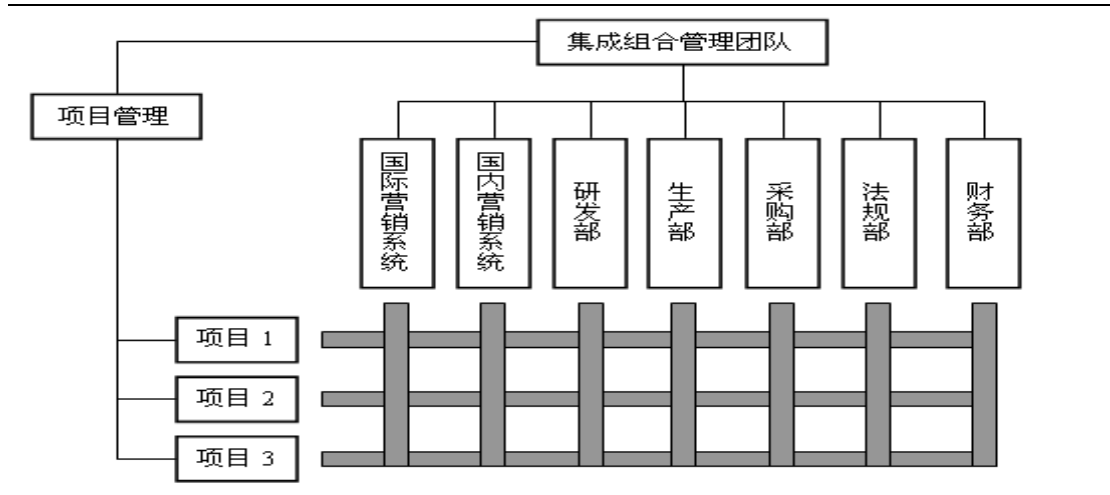 集成组合管理团队
项目管理
国际营销系统
国内营销系统
研发部
生产部
采购部
法规部
财务部
项目 1
项目 2
项目 3